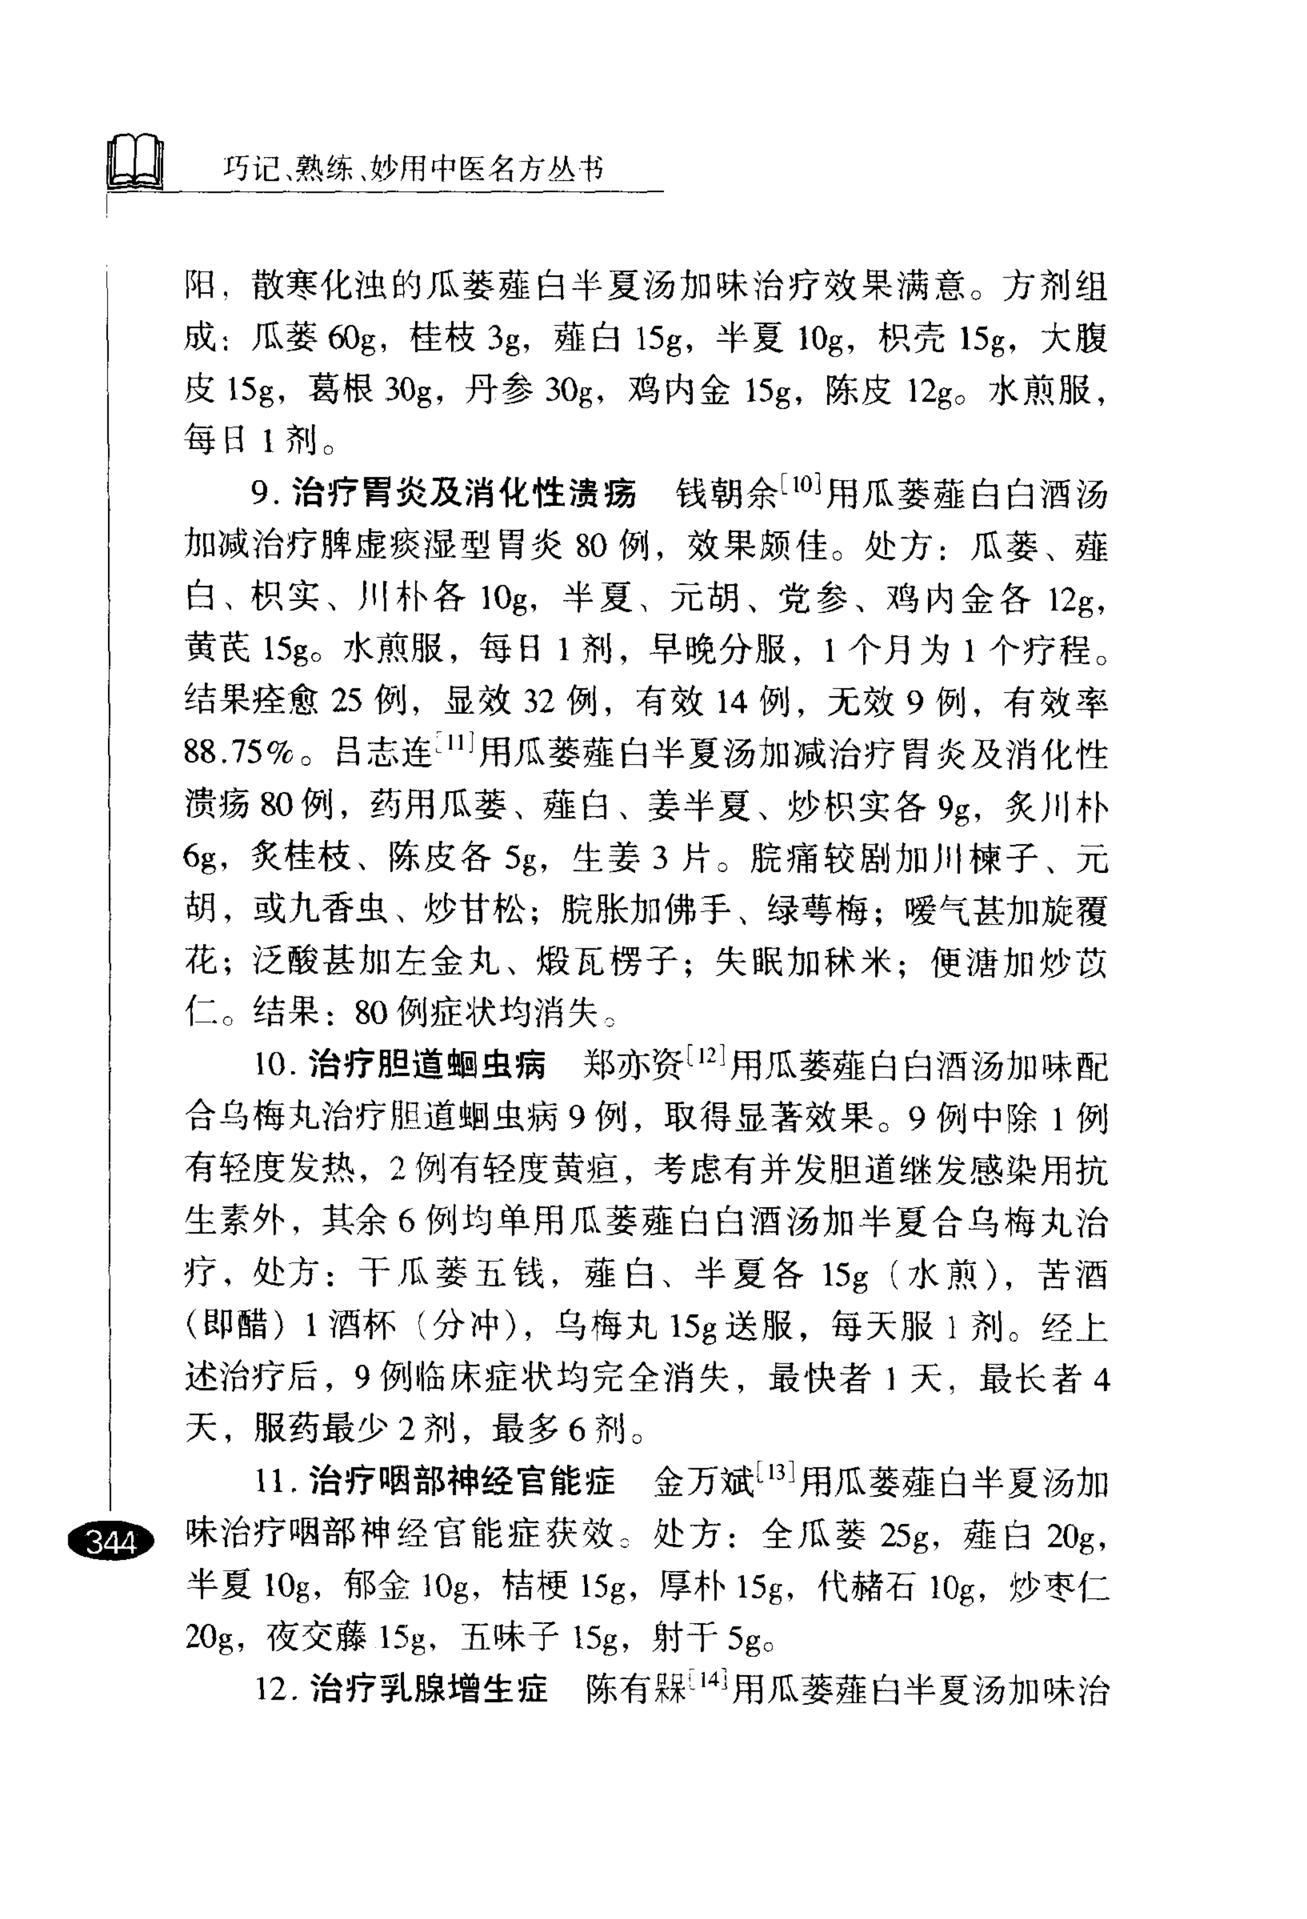 巧记、熟练、妙用中医名方丛书
阳，散寒化浊的瓜蒌薤白半夏汤加味治疗效果满意。方剂组
成：瓜蒌 60g，桂枝 3g，薤白 15g，半夏 10g，枳壳 15g，大腹
皮 15g，葛根 30g，丹参 30g，鸡内金 15g，陈皮 12g。水煎服，
每日 1 剂。
9. 治疗胃炎及消化性溃疡 钱朝余[10]用瓜蒌薤白白酒汤
加减治疗脾虚痰湿型胃炎 80 例，效果颇佳。处方：瓜蒌、薤
白、枳实、川朴各 10g，半夏、元胡、党参、鸡内金各 12g，
黄芪 15g。水煎服，每日 1 剂，早晚分服，1 个月为 1 个疗程。
结果痊愈 25 例，显效 32 例，有效 14 例，无效 9 例，有效率
88.75%。吕志连[11]用瓜蒌薤白半夏汤加减治疗胃炎及消化性
溃疡 80 例，药用瓜蒌、薤白、姜半夏、炒枳实各 9g，炙川朴
6g，炙桂枝、陈皮各 5g，生姜 3 片。脘痛较剧加川楝子、元
胡，或九香虫、炒甘松；脘胀加佛手、绿萼梅；嗳气甚加旋覆
花；泛酸甚加左金丸、煅瓦楞子；失眠加秫米；便溏加炒苡
仁。结果：80 例症状均消失。
10. 治疗胆道蛔虫病 郑亦资[12]用瓜蒌薤白白酒汤加味配
合乌梅丸治疗胆道蛔虫病 9 例，取得显著效果。9 例中除 1 例
有轻度发热，2 例有轻度黄疸，考虑有并发胆道继发感染用抗
生素外，其余 6 例均单用瓜蒌薤白白酒汤加半夏合乌梅丸治
疗，处方：干瓜蒌五钱，薤白、半夏各 15g（水煎），苦酒
（即醋）1 酒杯（分冲），乌梅丸 15g 送服，每天服 1 剂。经上
述治疗后，9 例临床症状均完全消失，最快者 1 天，最长者 4
天，服药最少 2 剂，最多 6 剂。
11. 治疗咽部神经官能症 金万斌[13]用瓜蒌薤白半夏汤加
味治疗咽部神经官能症获效。处方：全瓜蒌 25g，薤白 20g，
半夏 10g，郁金 10g，桔梗 15g，厚朴 15g，代赭石 10g，炒枣仁
20g，夜交藤 15g，五味子 15g，射干 5g。
12. 治疗乳腺增生症 陈有槑[14]用瓜蒌薤白半夏汤加味治
344